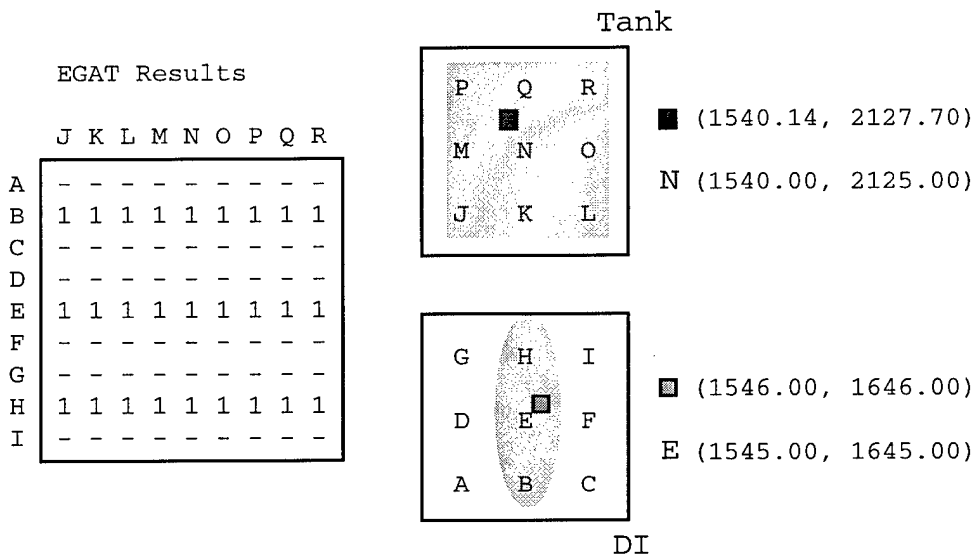 EGAT Results
J K L M N O P Q R
A - - - - - - - - -
B 1 1 1 1 1 1 1 1 1
C - - - - - - - - -
D - - - - - - - - -
E 1 1 1 1 1 1 1 1 1
F - - - - - - - - -
G - - - - - - - - -
H 1 1 1 1 1 1 1 1 1
I - - - - - - - - -
Tank
P Q R
M N O
J K L
(1540.14, 2127.70)
N (1540.00, 2125.00)
G H I
D E F
A B C
(1546.00, 1646.00)
E (1545.00, 1645.00)
DI